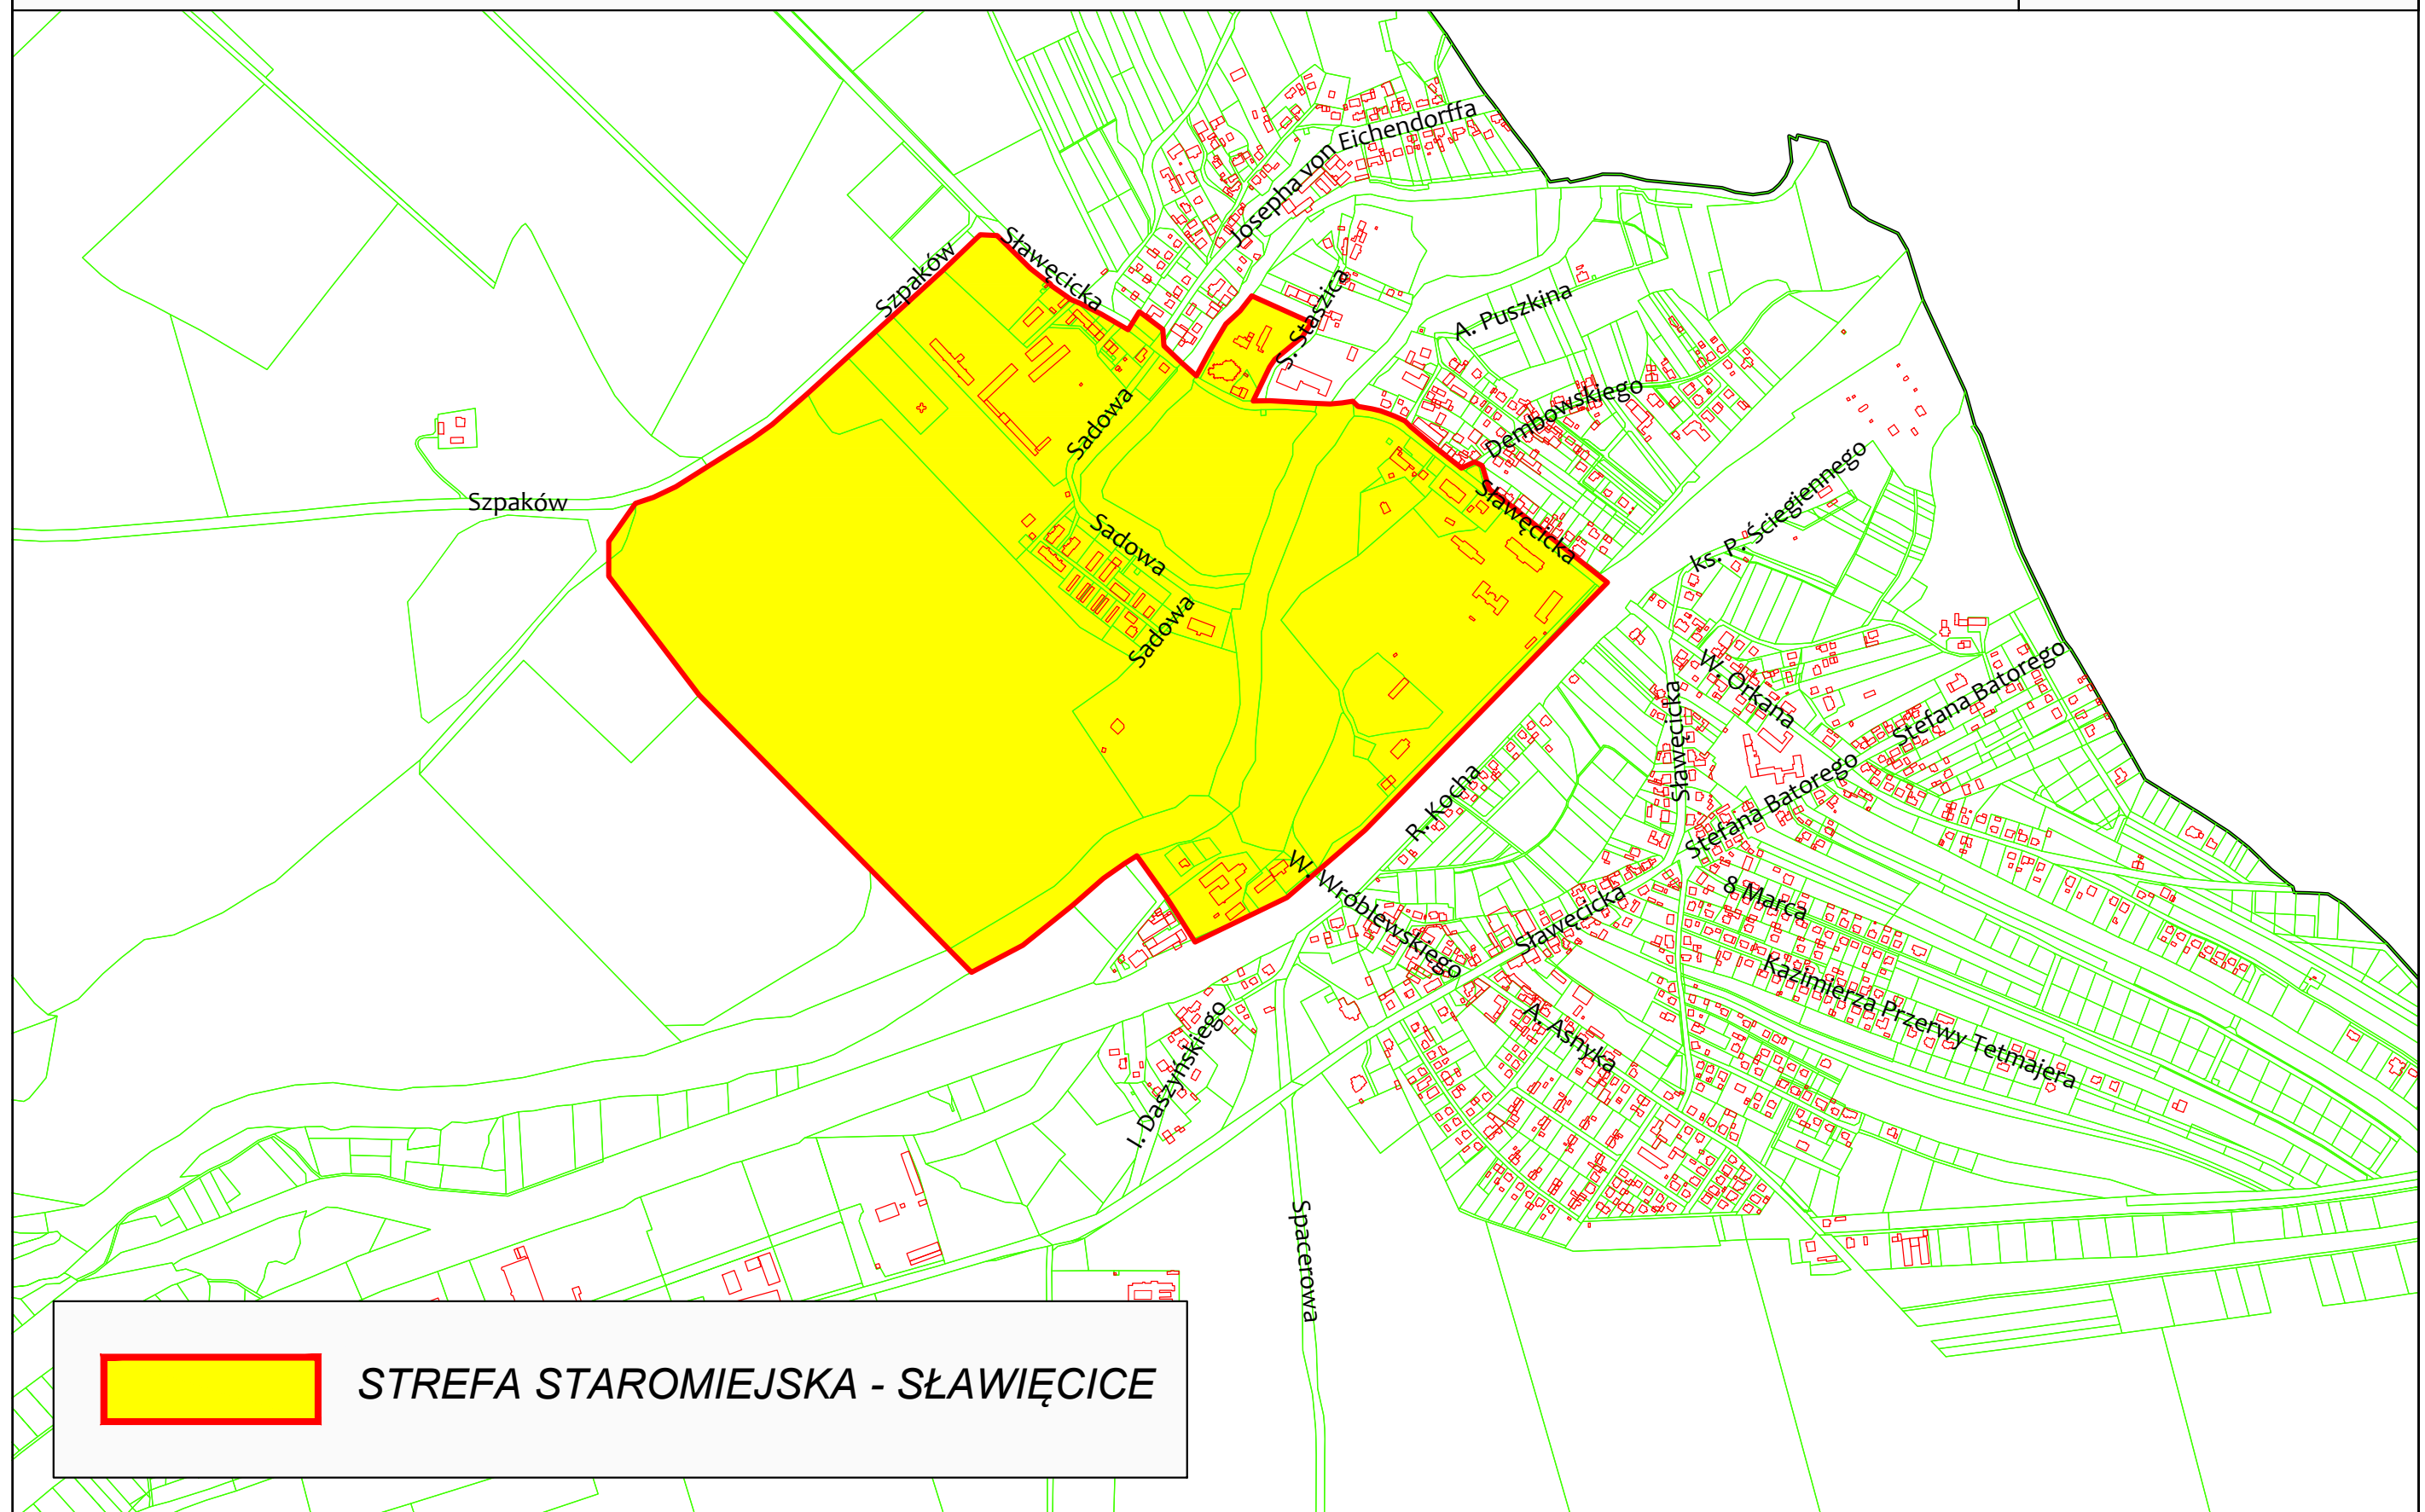 Josepha von Eichendorffa
Sławęcicka
Szpaków
S. Staszica
A. Puszkina
Sadowa
Dembowskiego
Szpaków
Sławęcicka
ks. P. Ściegiennego
Sadowa
Sadowa
W. Orkana
Stefana Batorego
Sławęcicka
R. Kocha
Stefana Batorego
W. Wróblewskiego
8 Marca
Sławęcicka
Kazimierza Przerwy Tetmajera
A. Asnyka
I. Daszyńskiego
Spacerowa
STREFA STAROMIEJSKA - SŁAWIĘCICE